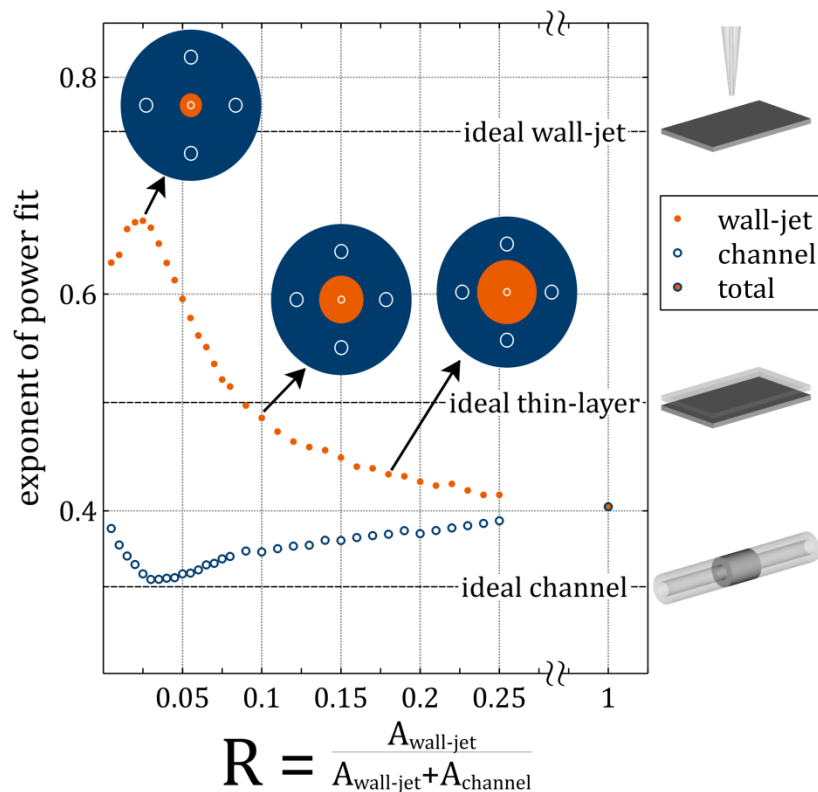 0.8
ideal wall-jet
wall-jet
channel
total
0.6
exponent of power fit
ideal thin-layer
0.4
ideal channel
0.05 0.1 0.15 0.2 0.25 1
R = A_wall-jet / A_wall-jet+A_channel